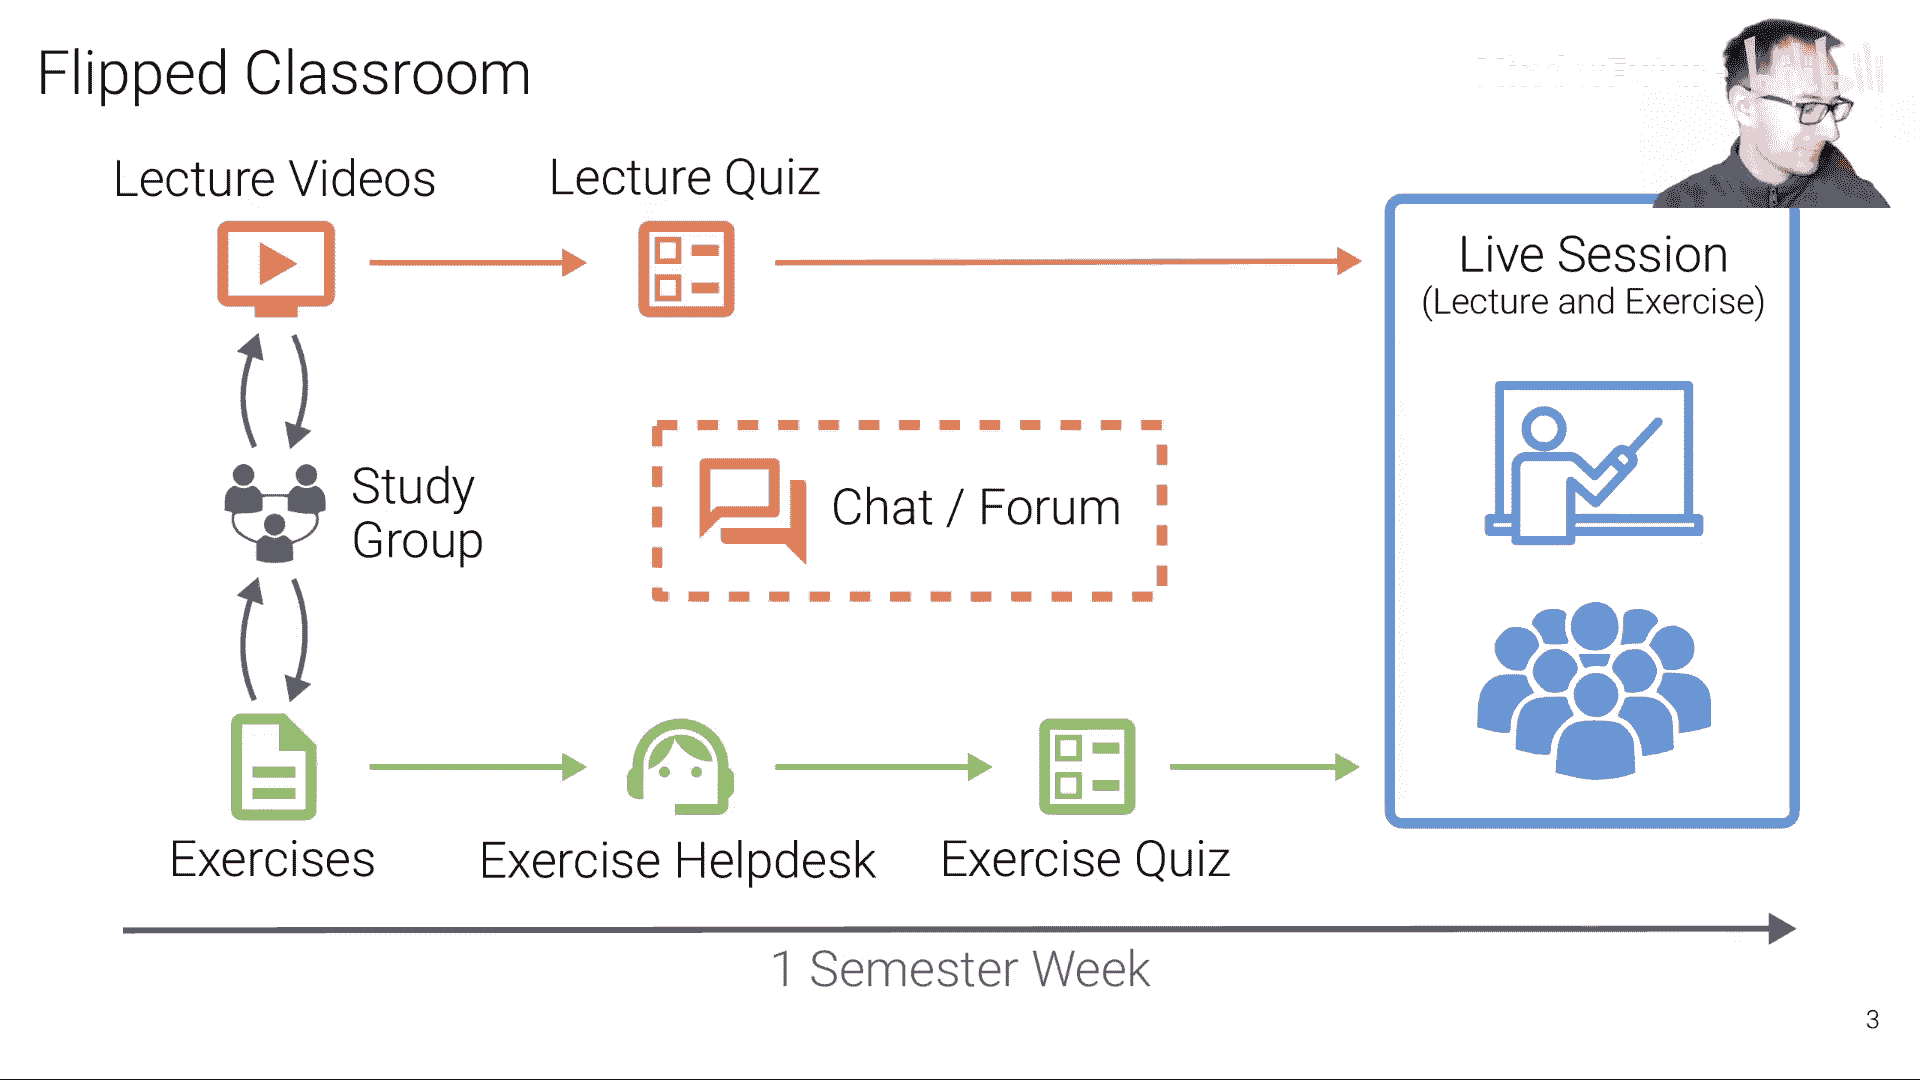 Flipped Classroom
Lecture Videos
Lecture Quiz
Live Session
(Lecture and Exercise)
Study
Group
Chat / Forum
Exercises
Exercise Helpdesk
Exercise Quiz
1 Semester Week
3